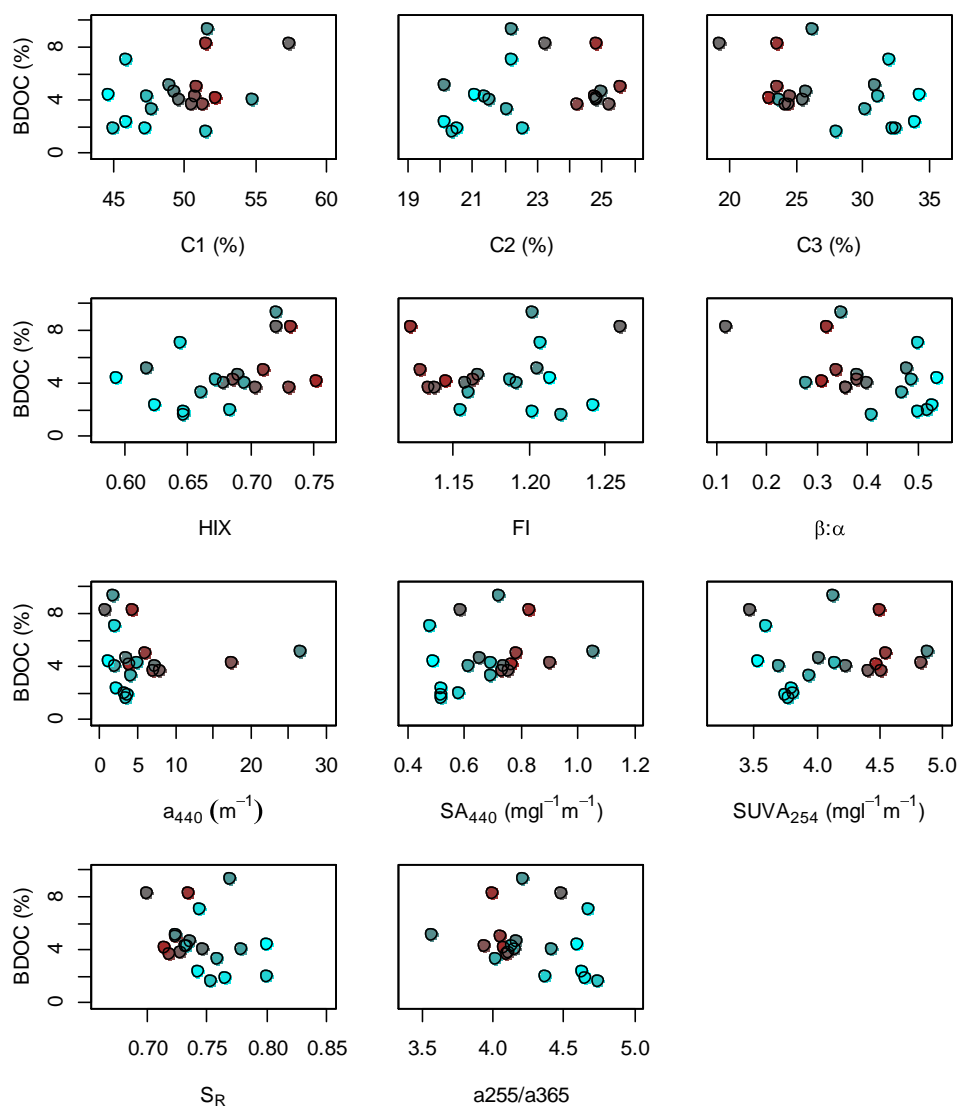 BDOC (%)
0 4 8
45 50 55 60
C1 (%)
19 21 23 25
C2 (%)
20 25 30 35
C3 (%)
BDOC (%)
0 4 8
0.60 0.65 0.70 0.75
HIX
1.15 1.20 1.25
FI
0.1 0.2 0.3 0.4 0.5
β:α
BDOC (%)
0 4 8
0 5 10 20 30
a₄₄₀ (m⁻¹)
0.4 0.6 0.8 1.0 1.2
SA₄₄₀ (mgl⁻¹m⁻¹)
3.5 4.0 4.5 5.0
SUVA₂₅₄ (mgl⁻¹m⁻¹)
BDOC (%)
0 4 8
0.70 0.75 0.80 0.85
S_R
3.5 4.0 4.5 5.0
a255/a365